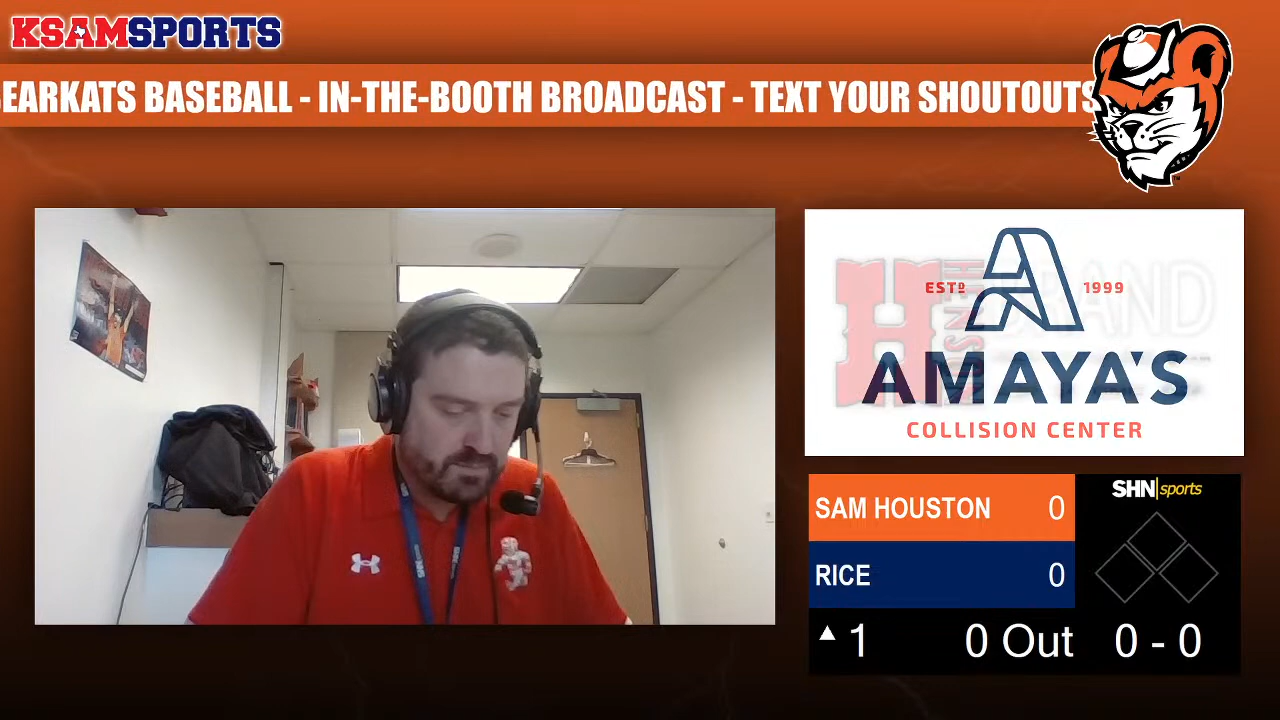 KSAMSPORTS
EARKATS BASEBALL - IN-THE-BOOTH BROADCAST - TEXT YOUR SHOUTOUTS
ESTD 1999
AMAYA'S
COLLISION CENTER
SHN sports
SAM HOUSTON 0
RICE 0
▲ 1 0 Out 0 - 0